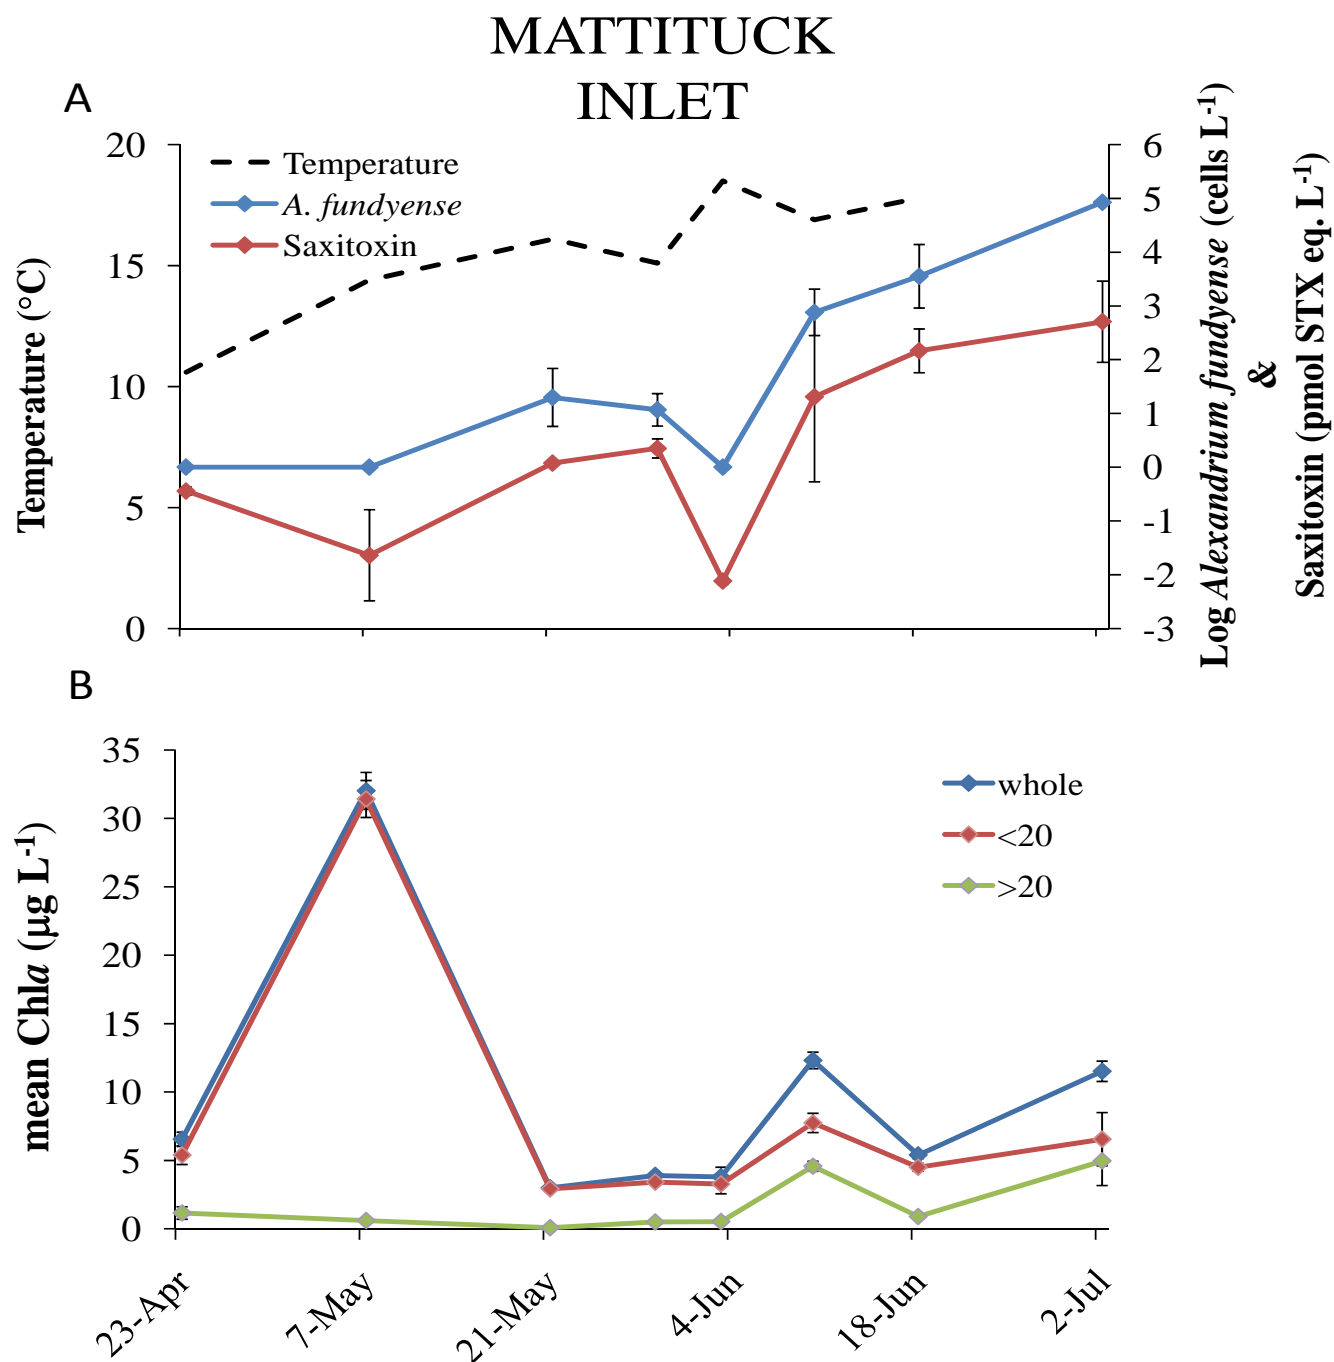 MATTITUCK
INLET
A
Temperature
A. fundyense
Saxitoxin
20
15
10
5
0
Temperature (°C)
6
5
4
3
2
1
0
-1
-2
-3
Log Alexandrium fundyense (cells L-1)
&
Saxitoxin (pmol STX eq. L-1)
B
whole
<20
>20
35
30
25
20
15
10
5
0
mean Chla (µg L-1)
23-Apr
7-May
21-May
4-Jun
18-Jun
2-Jul